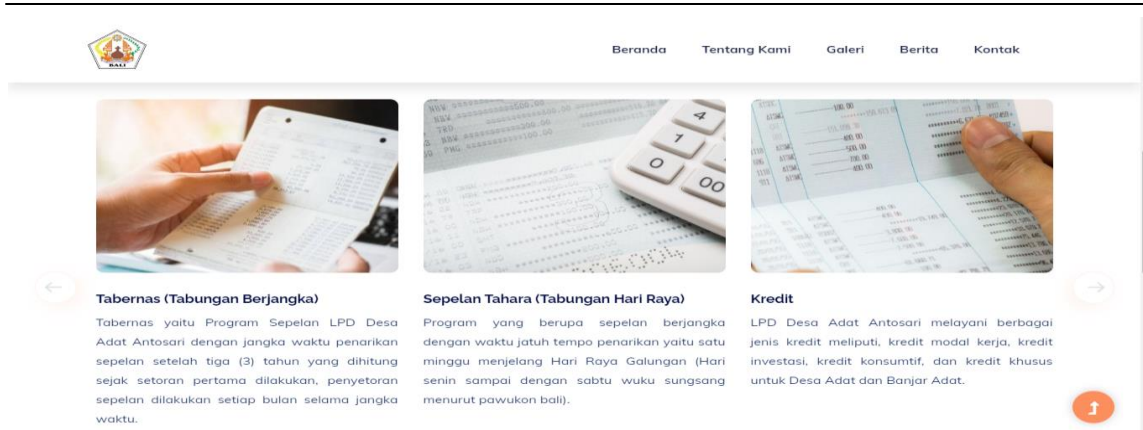 BALI
Beranda Tentang Kami Galeri Berita Kontak
Tabernas (Tabungan Berjangka)
Tabernas yaitu Program Sepelan LPD Desa
Adat Antosari dengan jangka waktu penarikan
sepelan setelah tiga (3) tahun yang dihitung
sejak setoran pertama dilakukan, penyetoran
sepelan dilakukan setiap bulan selama jangka
waktu.
Sepelan Tahara (Tabungan Hari Raya)
Program yang berupa sepelan berjangka
dengan waktu jatuh tempo penarikan yaitu satu
minggu menjelang Hari Raya Galungan (Hari
senin sampai dengan sabtu wuku sungsang
menurut pawukon bali).
Kredit
LPD Desa Adat Antosari melayani berbagai
jenis kredit meliputi, kredit modal kerja, kredit
investasi, kredit konsumtif, dan kredit khusus
untuk Desa Adat dan Banjar Adat.